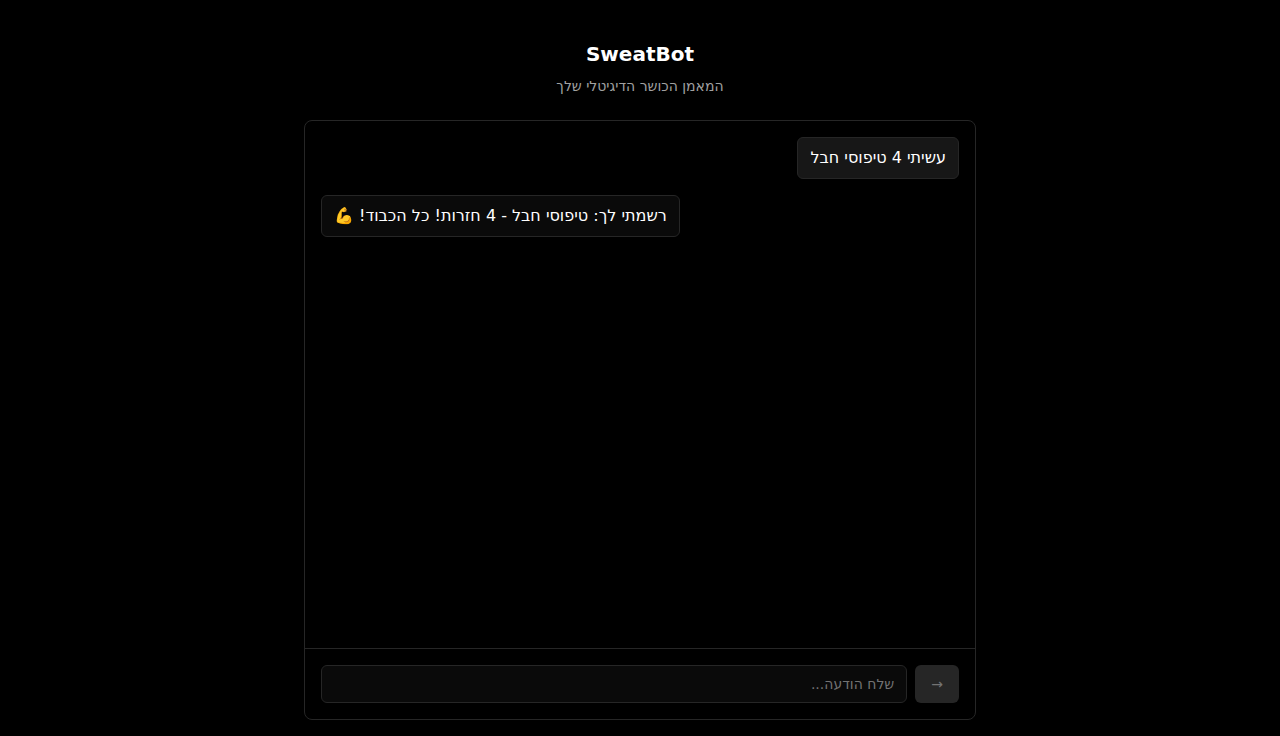 SweatBot
המאמן הכושר הדיגיטלי שלך
עשיתי 4 טיפוסי חבל
רשמתי לך: טיפוסי חבל - 4 חזרות! כל הכבוד! 💪
שלח הודעה...
→